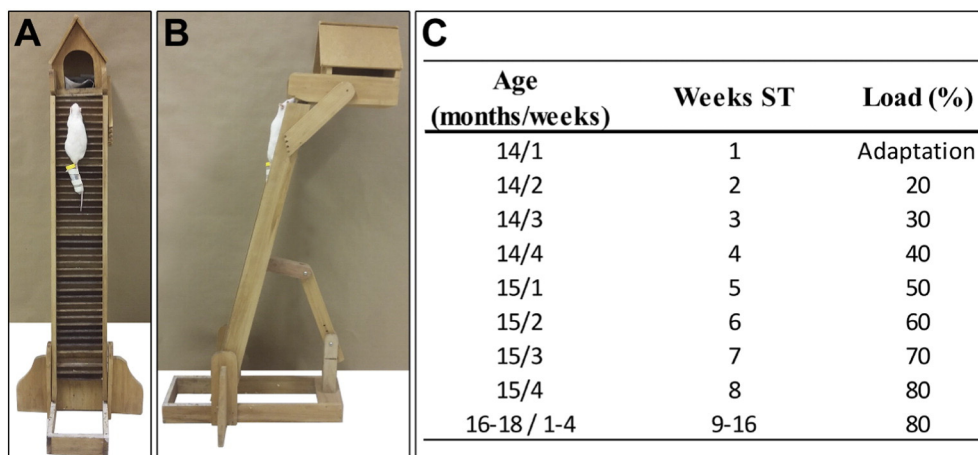 A
B
C
Age
(months/weeks)
Weeks ST
Load (%)
14/1 1 Adaptation
14/2 2 20
14/3 3 30
14/4 4 40
15/1 5 50
15/2 6 60
15/3 7 70
15/4 8 80
16-18 / 1-4 9-16 80